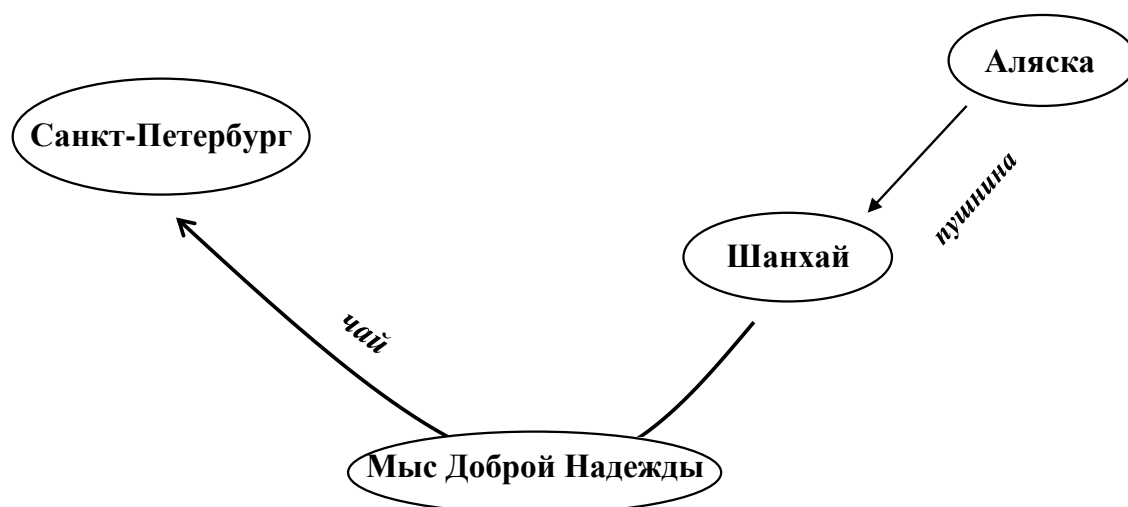 Аляска
Санкт-Петербург
пушнина
Шанхай
чай
Мыс Доброй Надежды